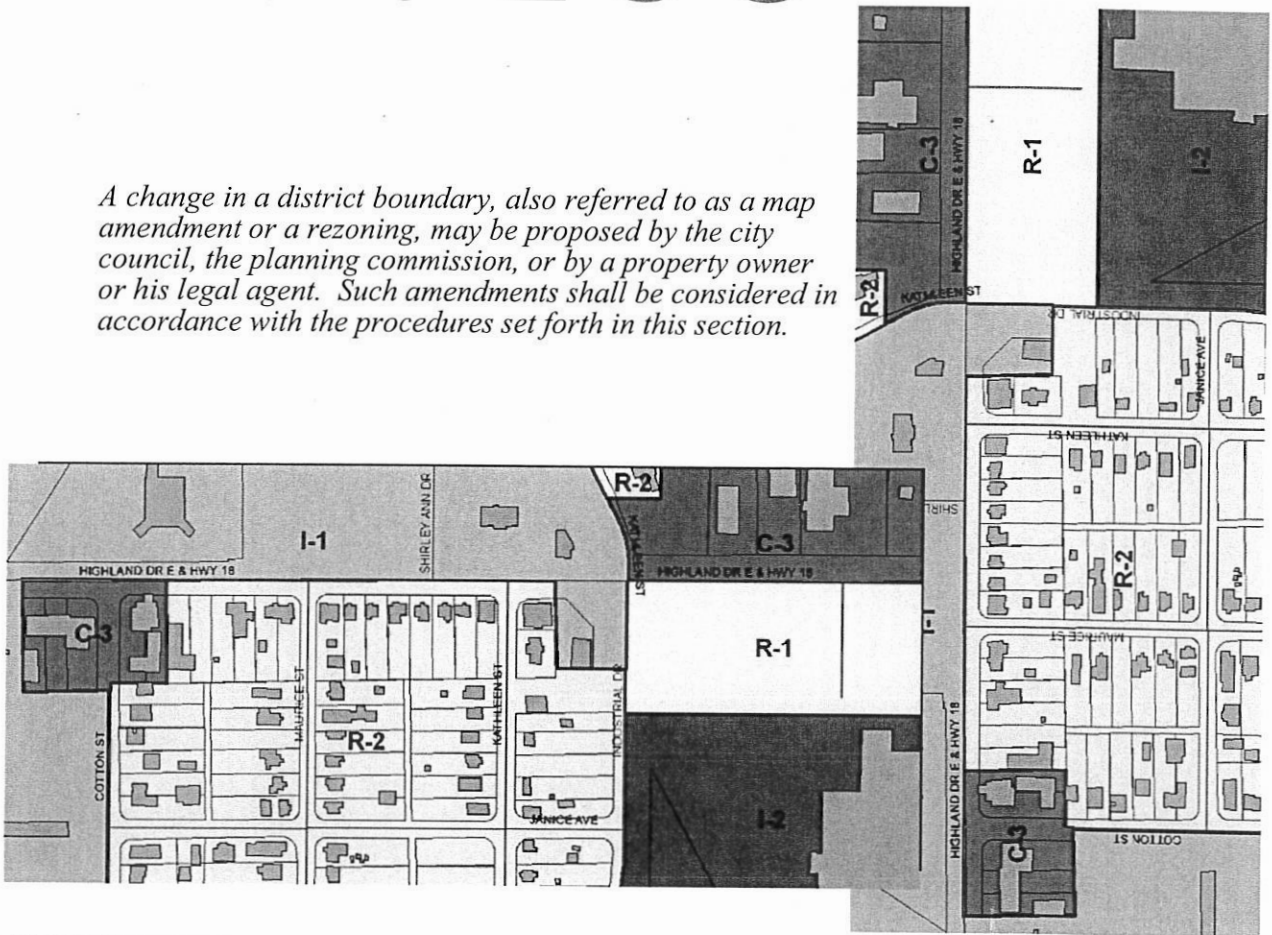 A change in a district boundary, also referred to as a map
amendment or a rezoning, may be proposed by the city
council, the planning commission, or by a property owner
or his legal agent. Such amendments shall be considered in
accordance with the procedures set forth in this section.
C-3
HIGHLAND DR E & HWY 18
R-1
I-2
R-2
KATHLEEN ST
INDUSTRIAL DR
JANICE AVE
KATHLEEN ST
SHIRL
R-2
I-1
MAURICE ST
HIGHLAND DR E & HWY 18
C-3
COTTON ST
I-1
SHIRLEY ANN DR
R-2
KATHLEEN ST
C-3
HIGHLAND DR E & HWY 18
HIGHLAND DR E & HWY 18
C-3
R-1
COTTON ST
MAURICE ST
R-2
KATHLEEN ST
INDUSTRIAL DR
JANICE AVE
I-2